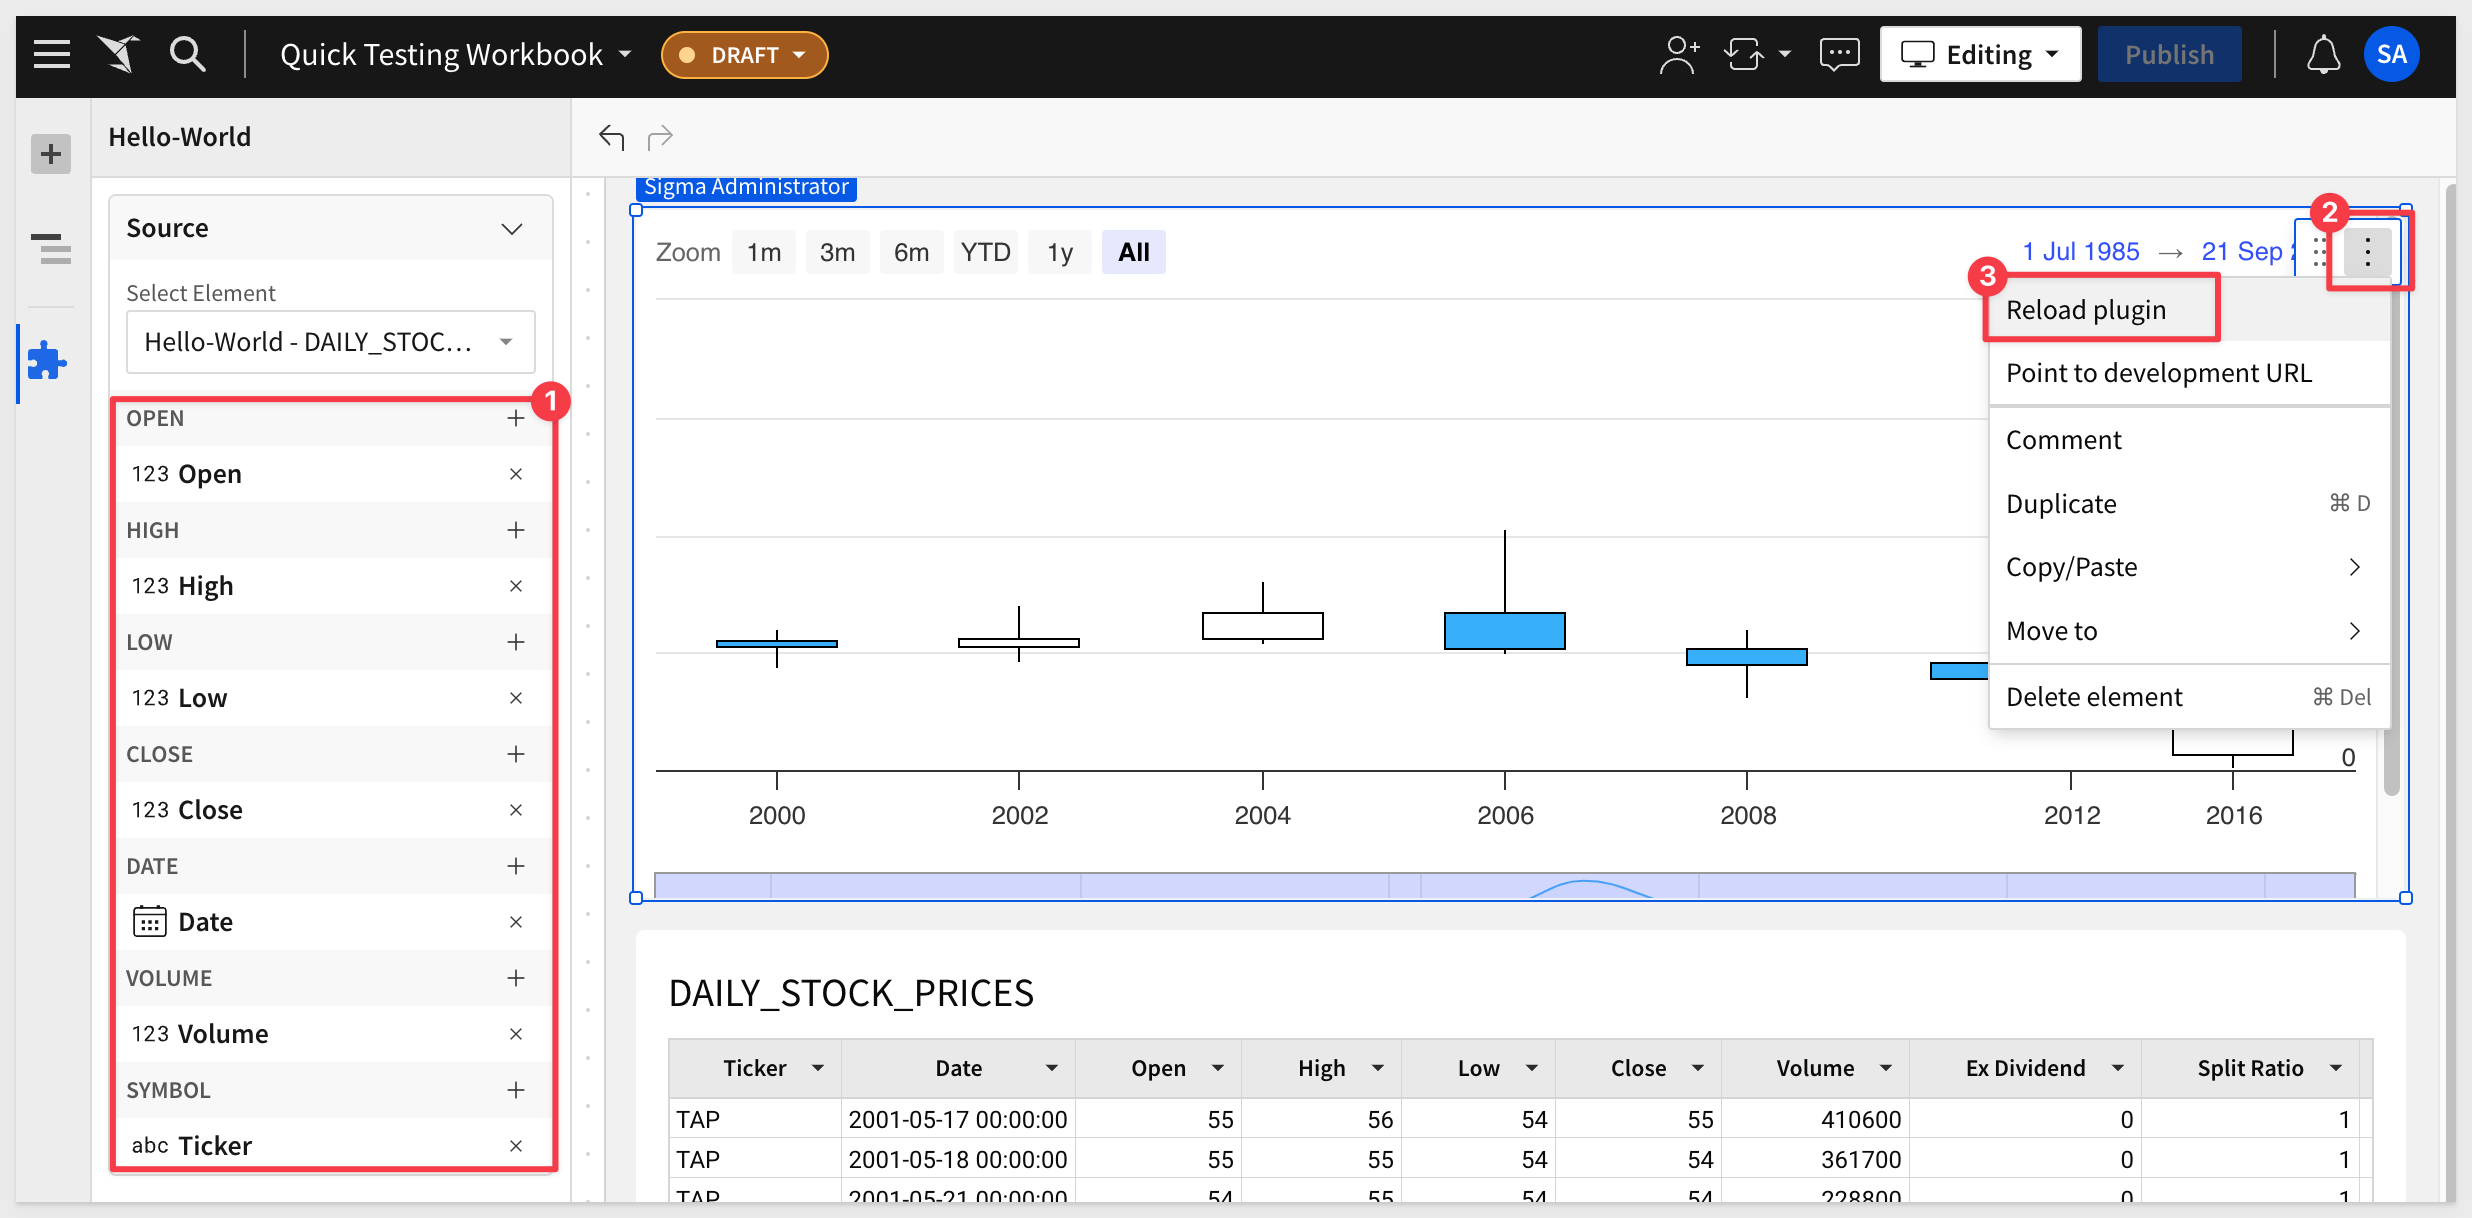 Quick Testing Workbook
DRAFT
Editing
Publish
SA
Hello-World
Source
Select Element
Hello-World - DAILY_STOC...
1
OPEN
123 Open
HIGH
123 High
LOW
123 Low
CLOSE
123 Close
DATE
Date
VOLUME
123 Volume
SYMBOL
abc Ticker
Sigma Administrator
Zoom 1m 3m 6m YTD 1y All
1 Jul 1985 → 21 Sep
2
3
Reload plugin
Point to development URL
Comment
Duplicate ⌘ D
Copy/Paste
Move to
Delete element ⌘ Del
0
2000 2002 2004 2006 2008 2012 2016
DAILY_STOCK_PRICES
Ticker Date Open High Low Close Volume Ex Dividend Split Ratio
TAP 2001-05-17 00:00:00 55 56 54 55 410600 0 1
TAP 2001-05-18 00:00:00 55 55 54 54 361700 0 1
TAP 2001-05-21 00:00:00 54 55 54 54 228800 0 1